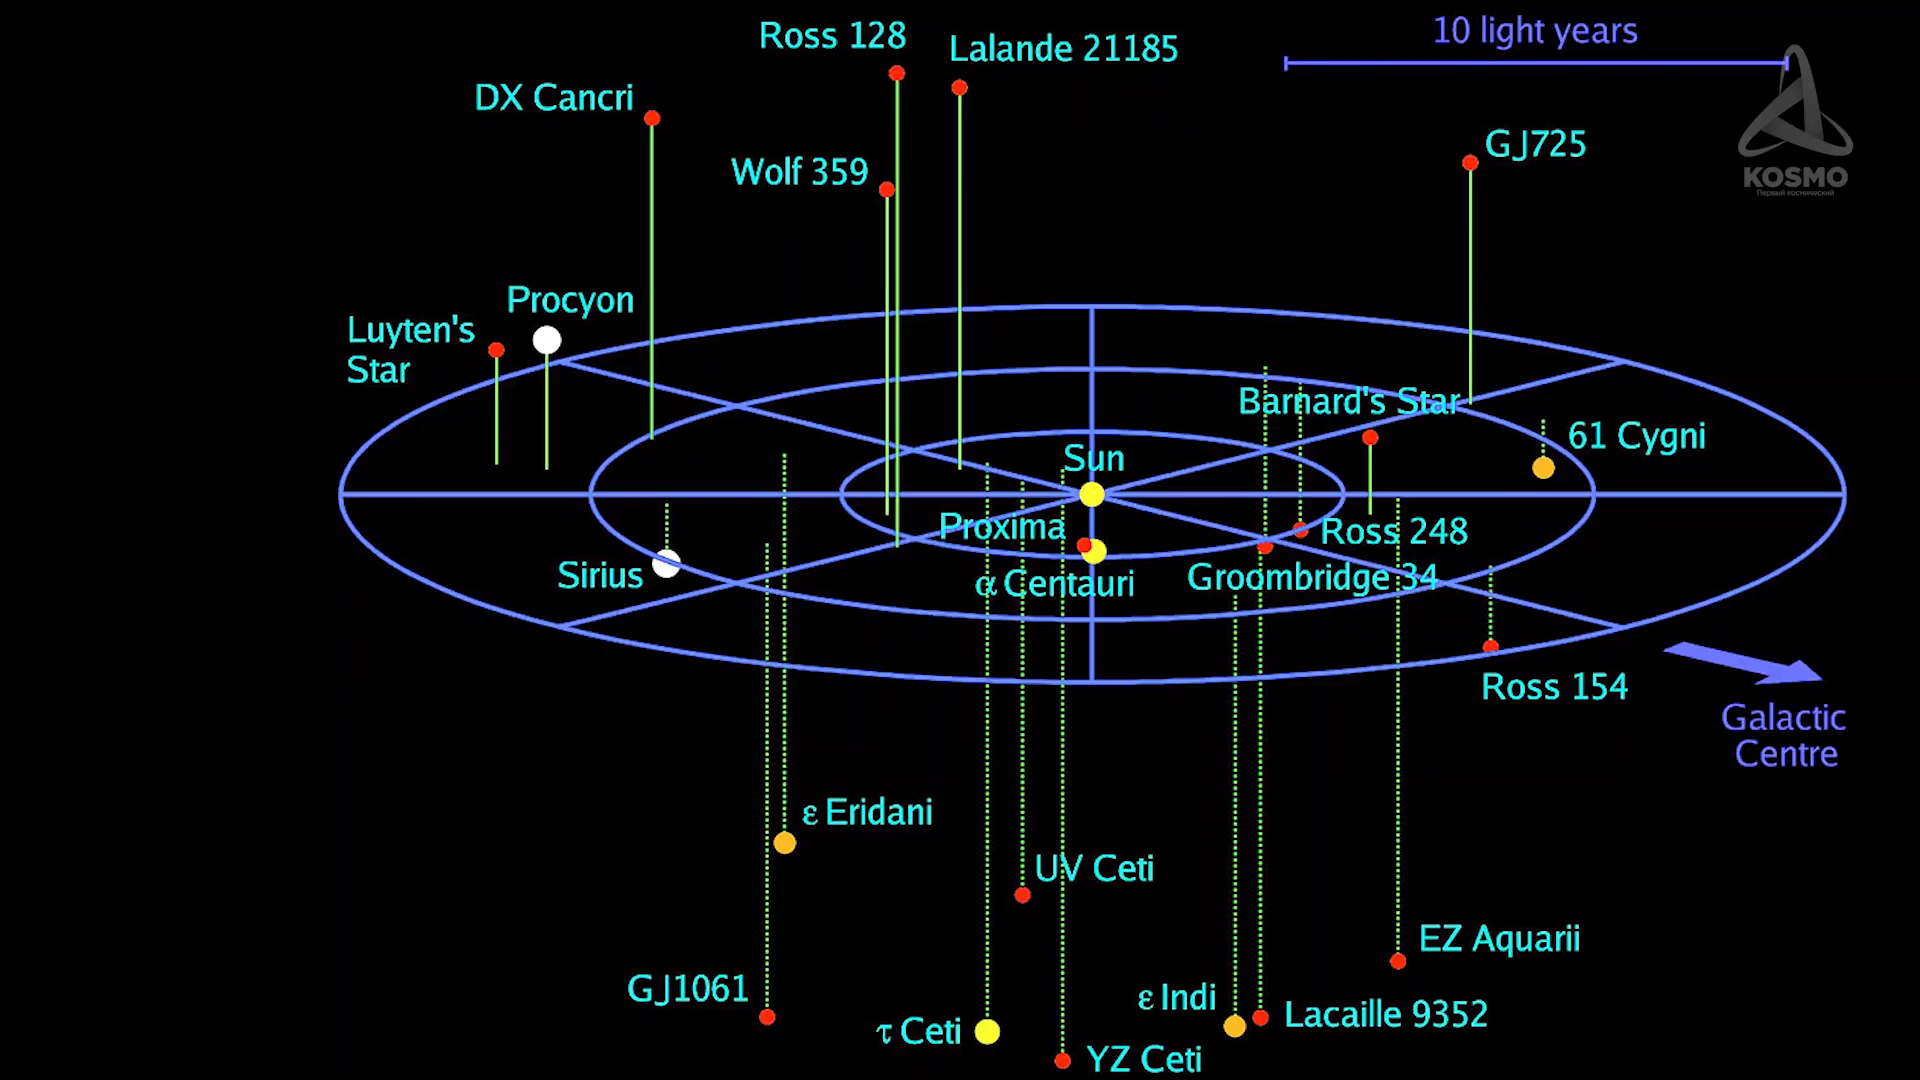 10 light years
Ross 128
Lalande 21185
DX Cancri
GJ725
Wolf 359
KOSMO
Первый космический
Procyon
Luyten's
Star
Barnard's Star
61 Cygni
Sun
Proxima
Ross 248
Sirius
α Centauri
Groombridge 34
Ross 154
Galactic
Centre
ε Eridani
UV Ceti
EZ Aquarii
GJ1061
ε Indi
Lacaille 9352
τ Ceti
YZ Ceti